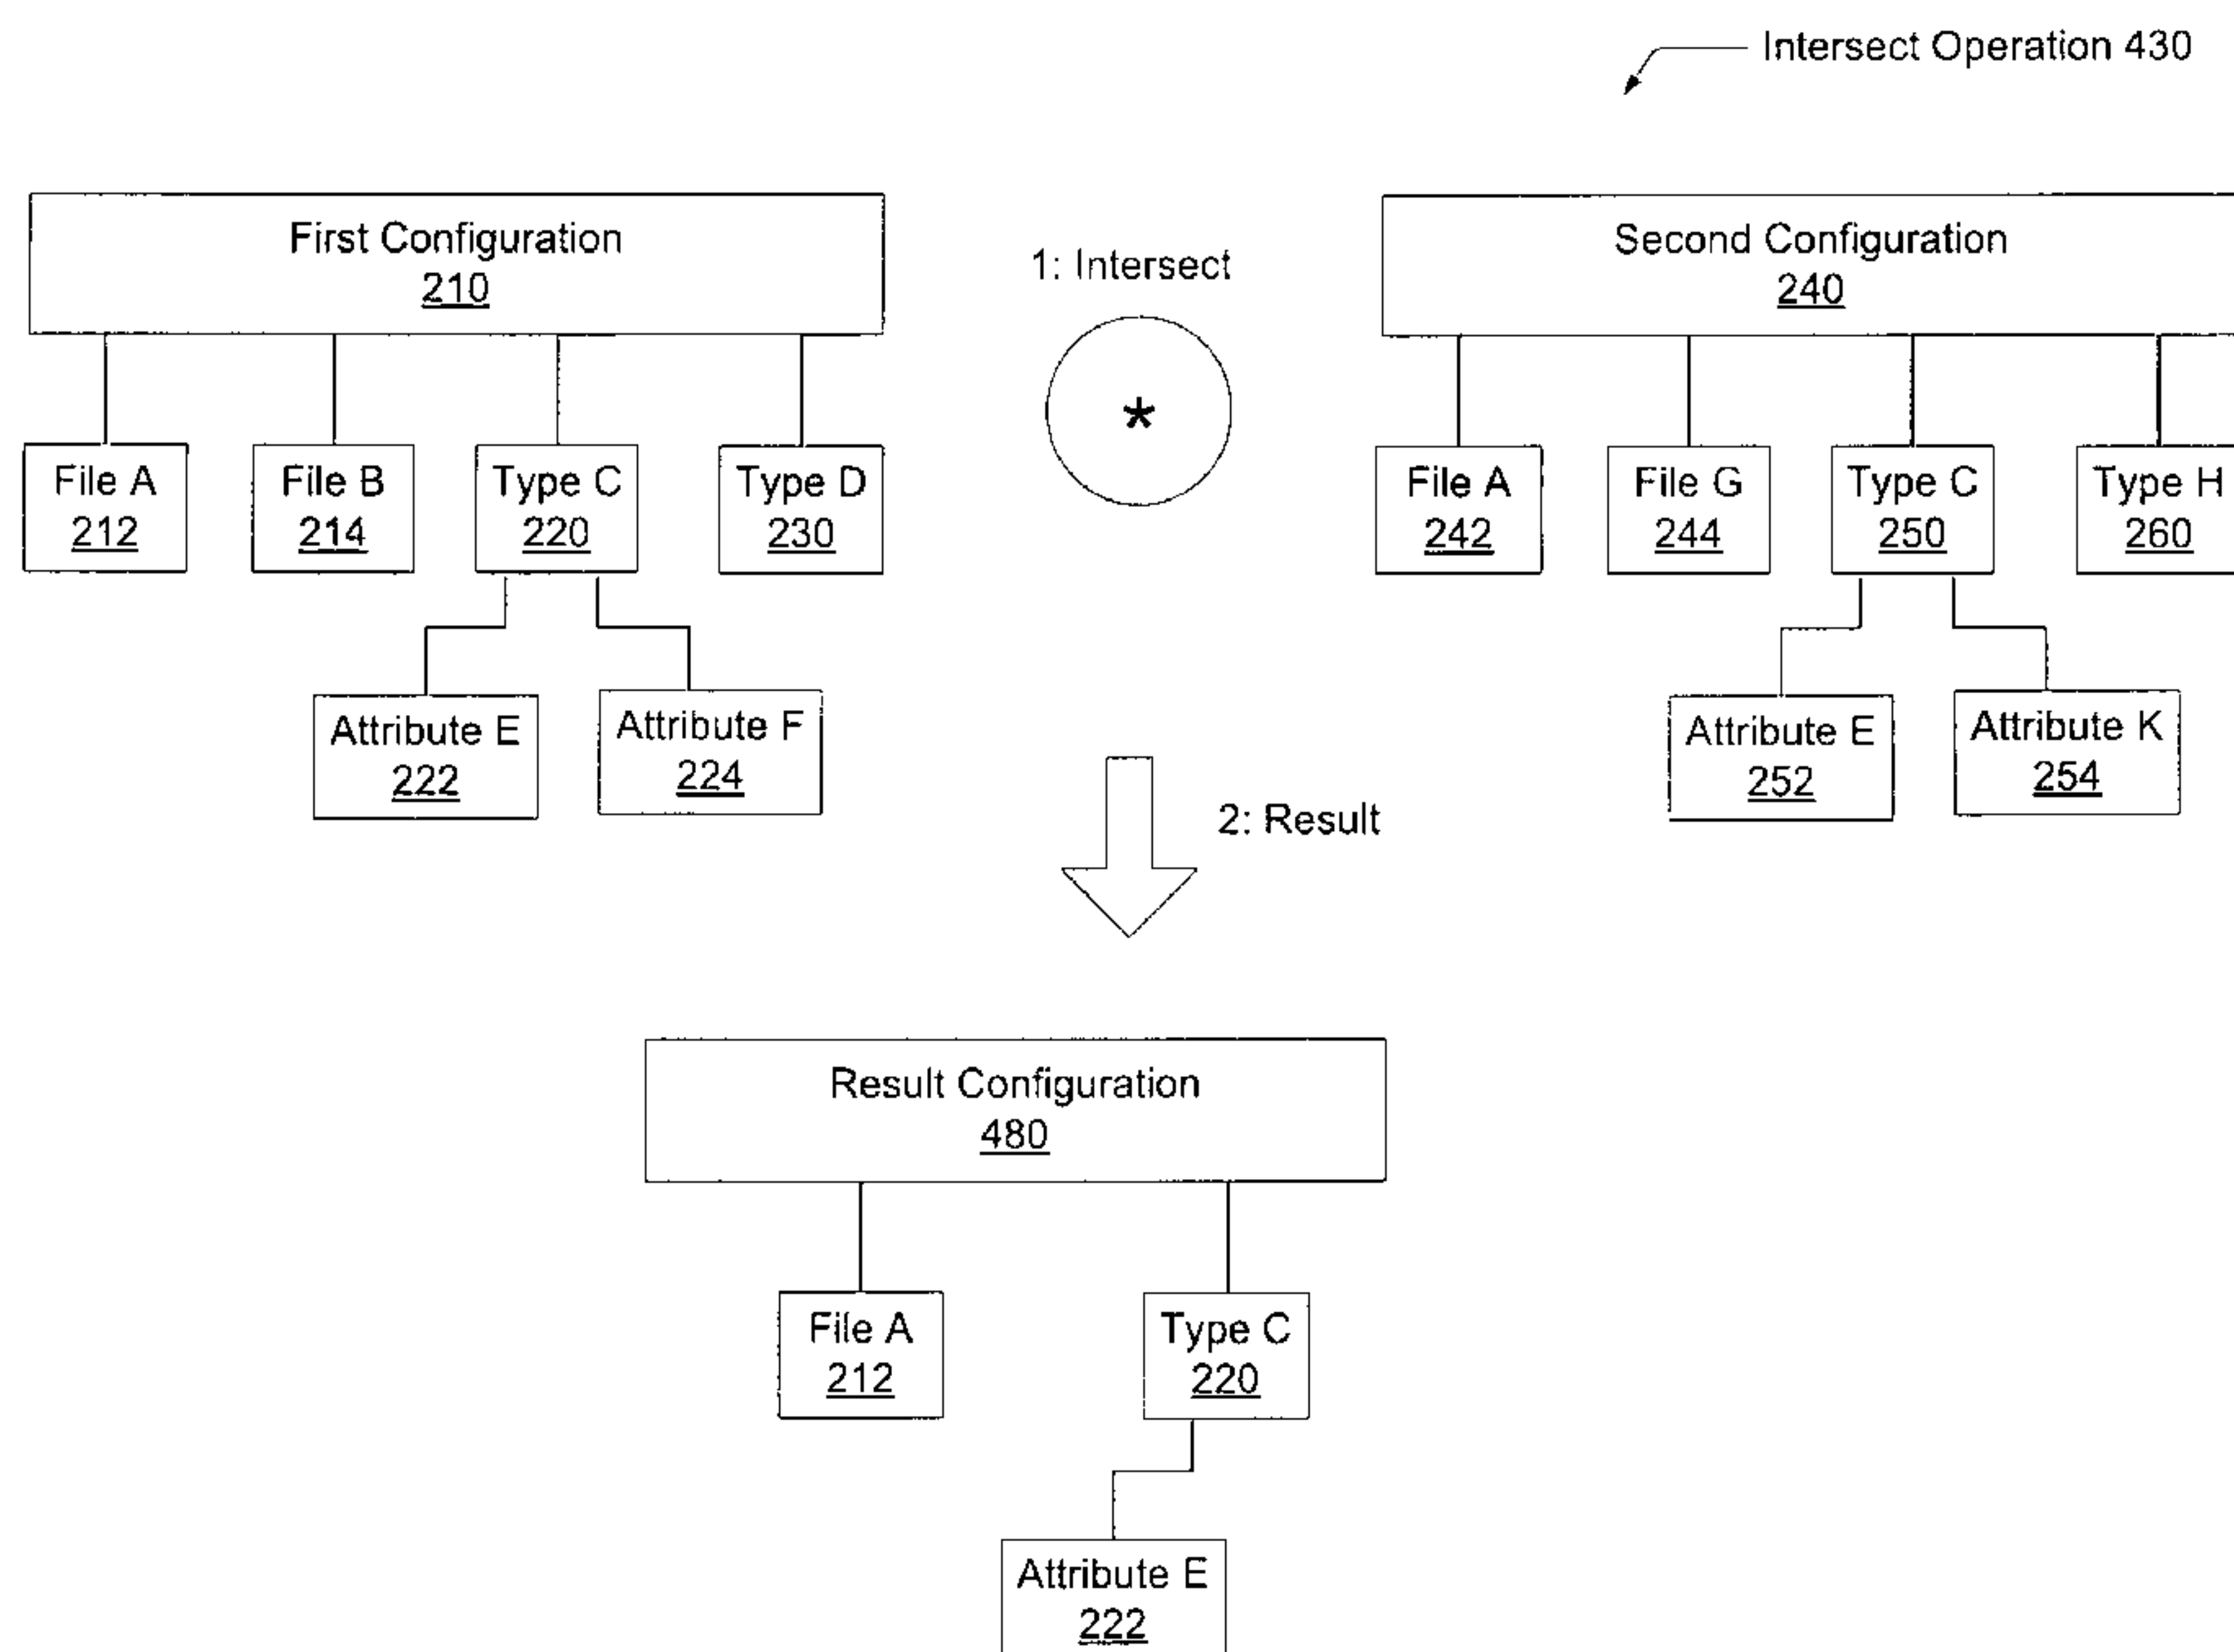 Intersect Operation 430
First Configuration
210
1: Intersect
*
Second Configuration
240
File A
212
File B
214
Type C
220
Type D
230
File A
242
File G
244
Type C
250
Type H
260
Attribute E
222
Attribute F
224
Attribute E
252
Attribute K
254
2: Result
Result Configuration
480
File A
212
Type C
220
Attribute E
222